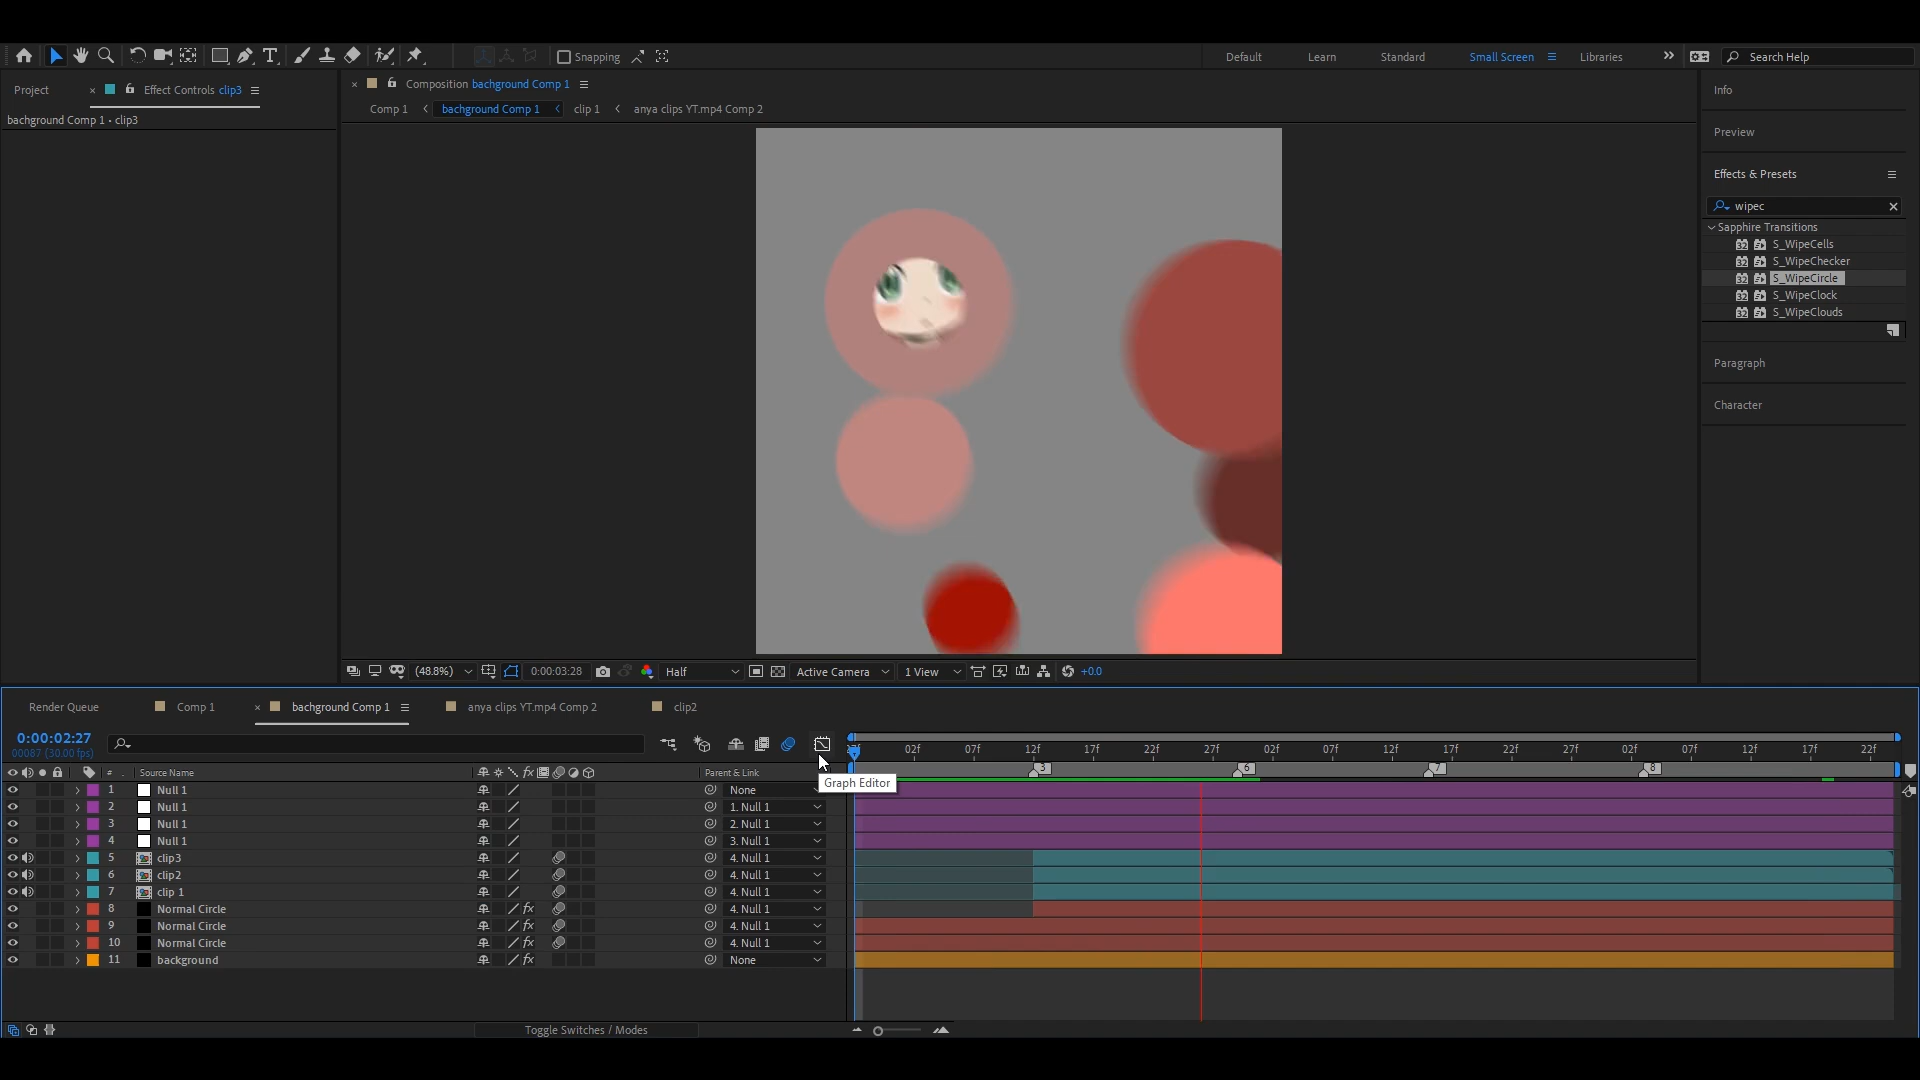 Snapping
Default Learn Standard Small Screen Libraries Search Help
Project Effect Controls clip3
Composition bachground Comp 1
Info
Comp 1 bachground Comp 1 clip 1 anya clips YT.mp4 Comp 2
bachground Comp 1 • clip3
Preview
Effects & Presets
wipec
Sapphire Transitions
S_WipeCells
S_WipeChecker
S_WipeCircle
S_WipeClock
S_WipeClouds
Paragraph
Character
(48.8%) 0:00:03:28 Half Active Camera 1 View +0.0
Render Queue Comp 1 bachground Comp 1 anya clips YT.mp4 Comp 2 clip2
0:00:02:27
00087 (30.00 fps)
02f 07f 12f 17f 22f 27f 02f 07f 12f 17f 22f 27f 02f 07f 12f 17f 22f
3 6 7 8
# Source Name Parent & Link
Graph Editor
1 Null 1 None
2 Null 1 1. Null 1
3 Null 1 2. Null 1
4 Null 1 3. Null 1
5 clip3 4. Null 1
6 clip2 4. Null 1
7 clip 1 4. Null 1
8 Normal Circle fx 4. Null 1
9 Normal Circle fx 4. Null 1
10 Normal Circle fx 4. Null 1
11 background fx None
Toggle Switches / Modes